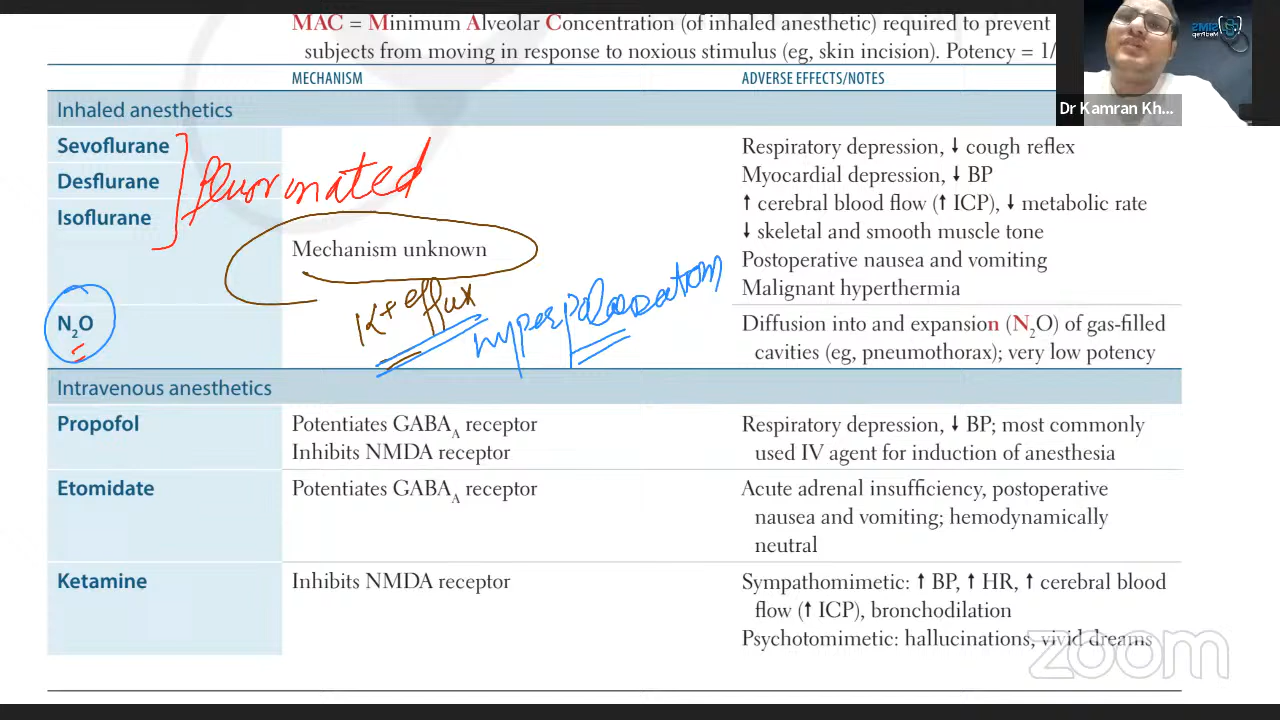 MAC = Minimum Alveolar Concentration (of inhaled anesthetic) required to prevent
subjects from moving in response to noxious stimulus (eg, skin incision). Potency = 1/
MECHANISM
ADVERSE EFFECTS/NOTES
Dr Kamran Kh...
Inhaled anesthetics
Sevoflurane
Desflurane
Isoflurane
fluorinated
Mechanism unknown
K+ efflux
hyperpolarization
Respiratory depression, ↓ cough reflex
Myocardial depression, ↓ BP
↑ cerebral blood flow (↑ ICP), ↓ metabolic rate
↓ skeletal and smooth muscle tone
Postoperative nausea and vomiting
Malignant hyperthermia
N₂O
Diffusion into and expansion (N₂O) of gas-filled
cavities (eg, pneumothorax); very low potency
Intravenous anesthetics
Propofol
Potentiates GABA_A receptor
Inhibits NMDA receptor
Respiratory depression, ↓ BP; most commonly
used IV agent for induction of anesthesia
Etomidate
Potentiates GABA_A receptor
Acute adrenal insufficiency, postoperative
nausea and vomiting; hemodynamically
neutral
Ketamine
Inhibits NMDA receptor
Sympathomimetic: ↑ BP, ↑ HR, ↑ cerebral blood
flow (↑ ICP), bronchodilation
Psychotomimetic: hallucinations, vivid dreams
zoom